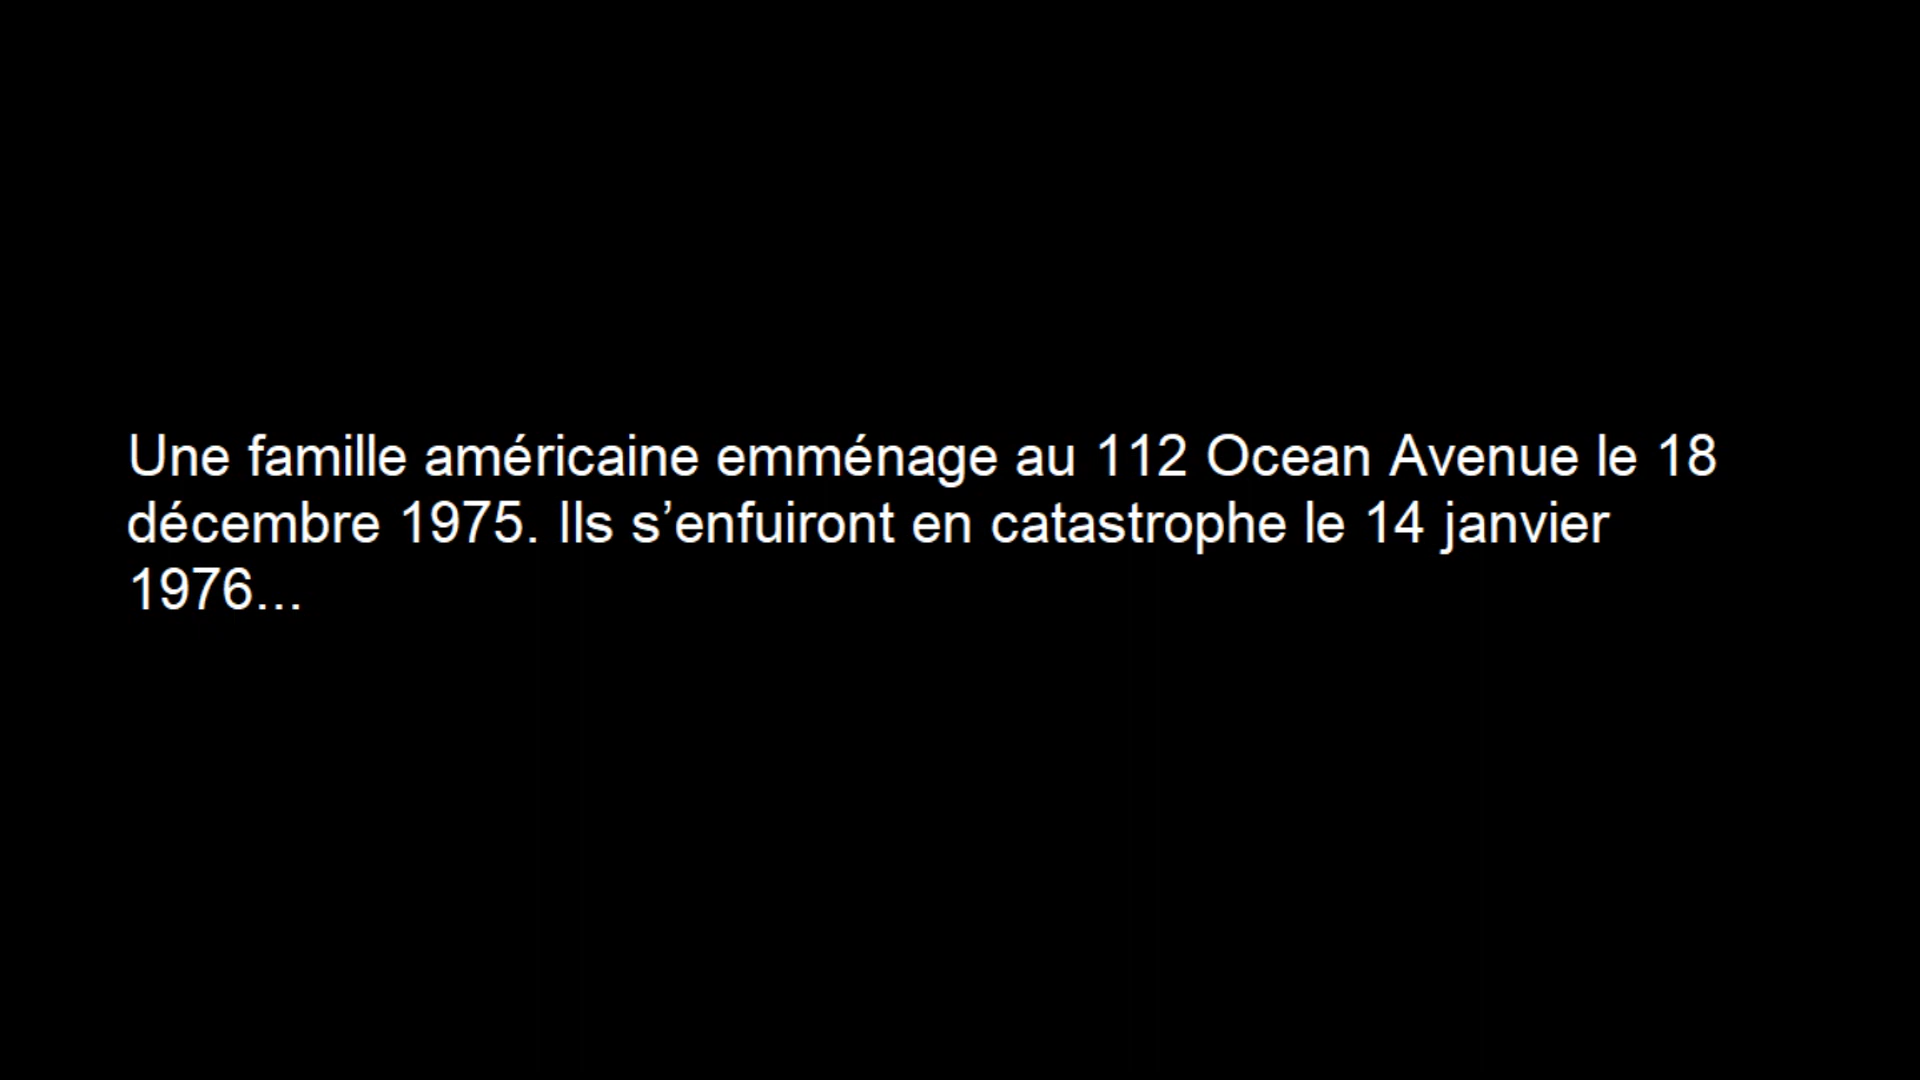 Une famille américaine emménage au 112 Ocean Avenue le 18
décembre 1975. Ils s’enfuiront en catastrophe le 14 janvier
1976...